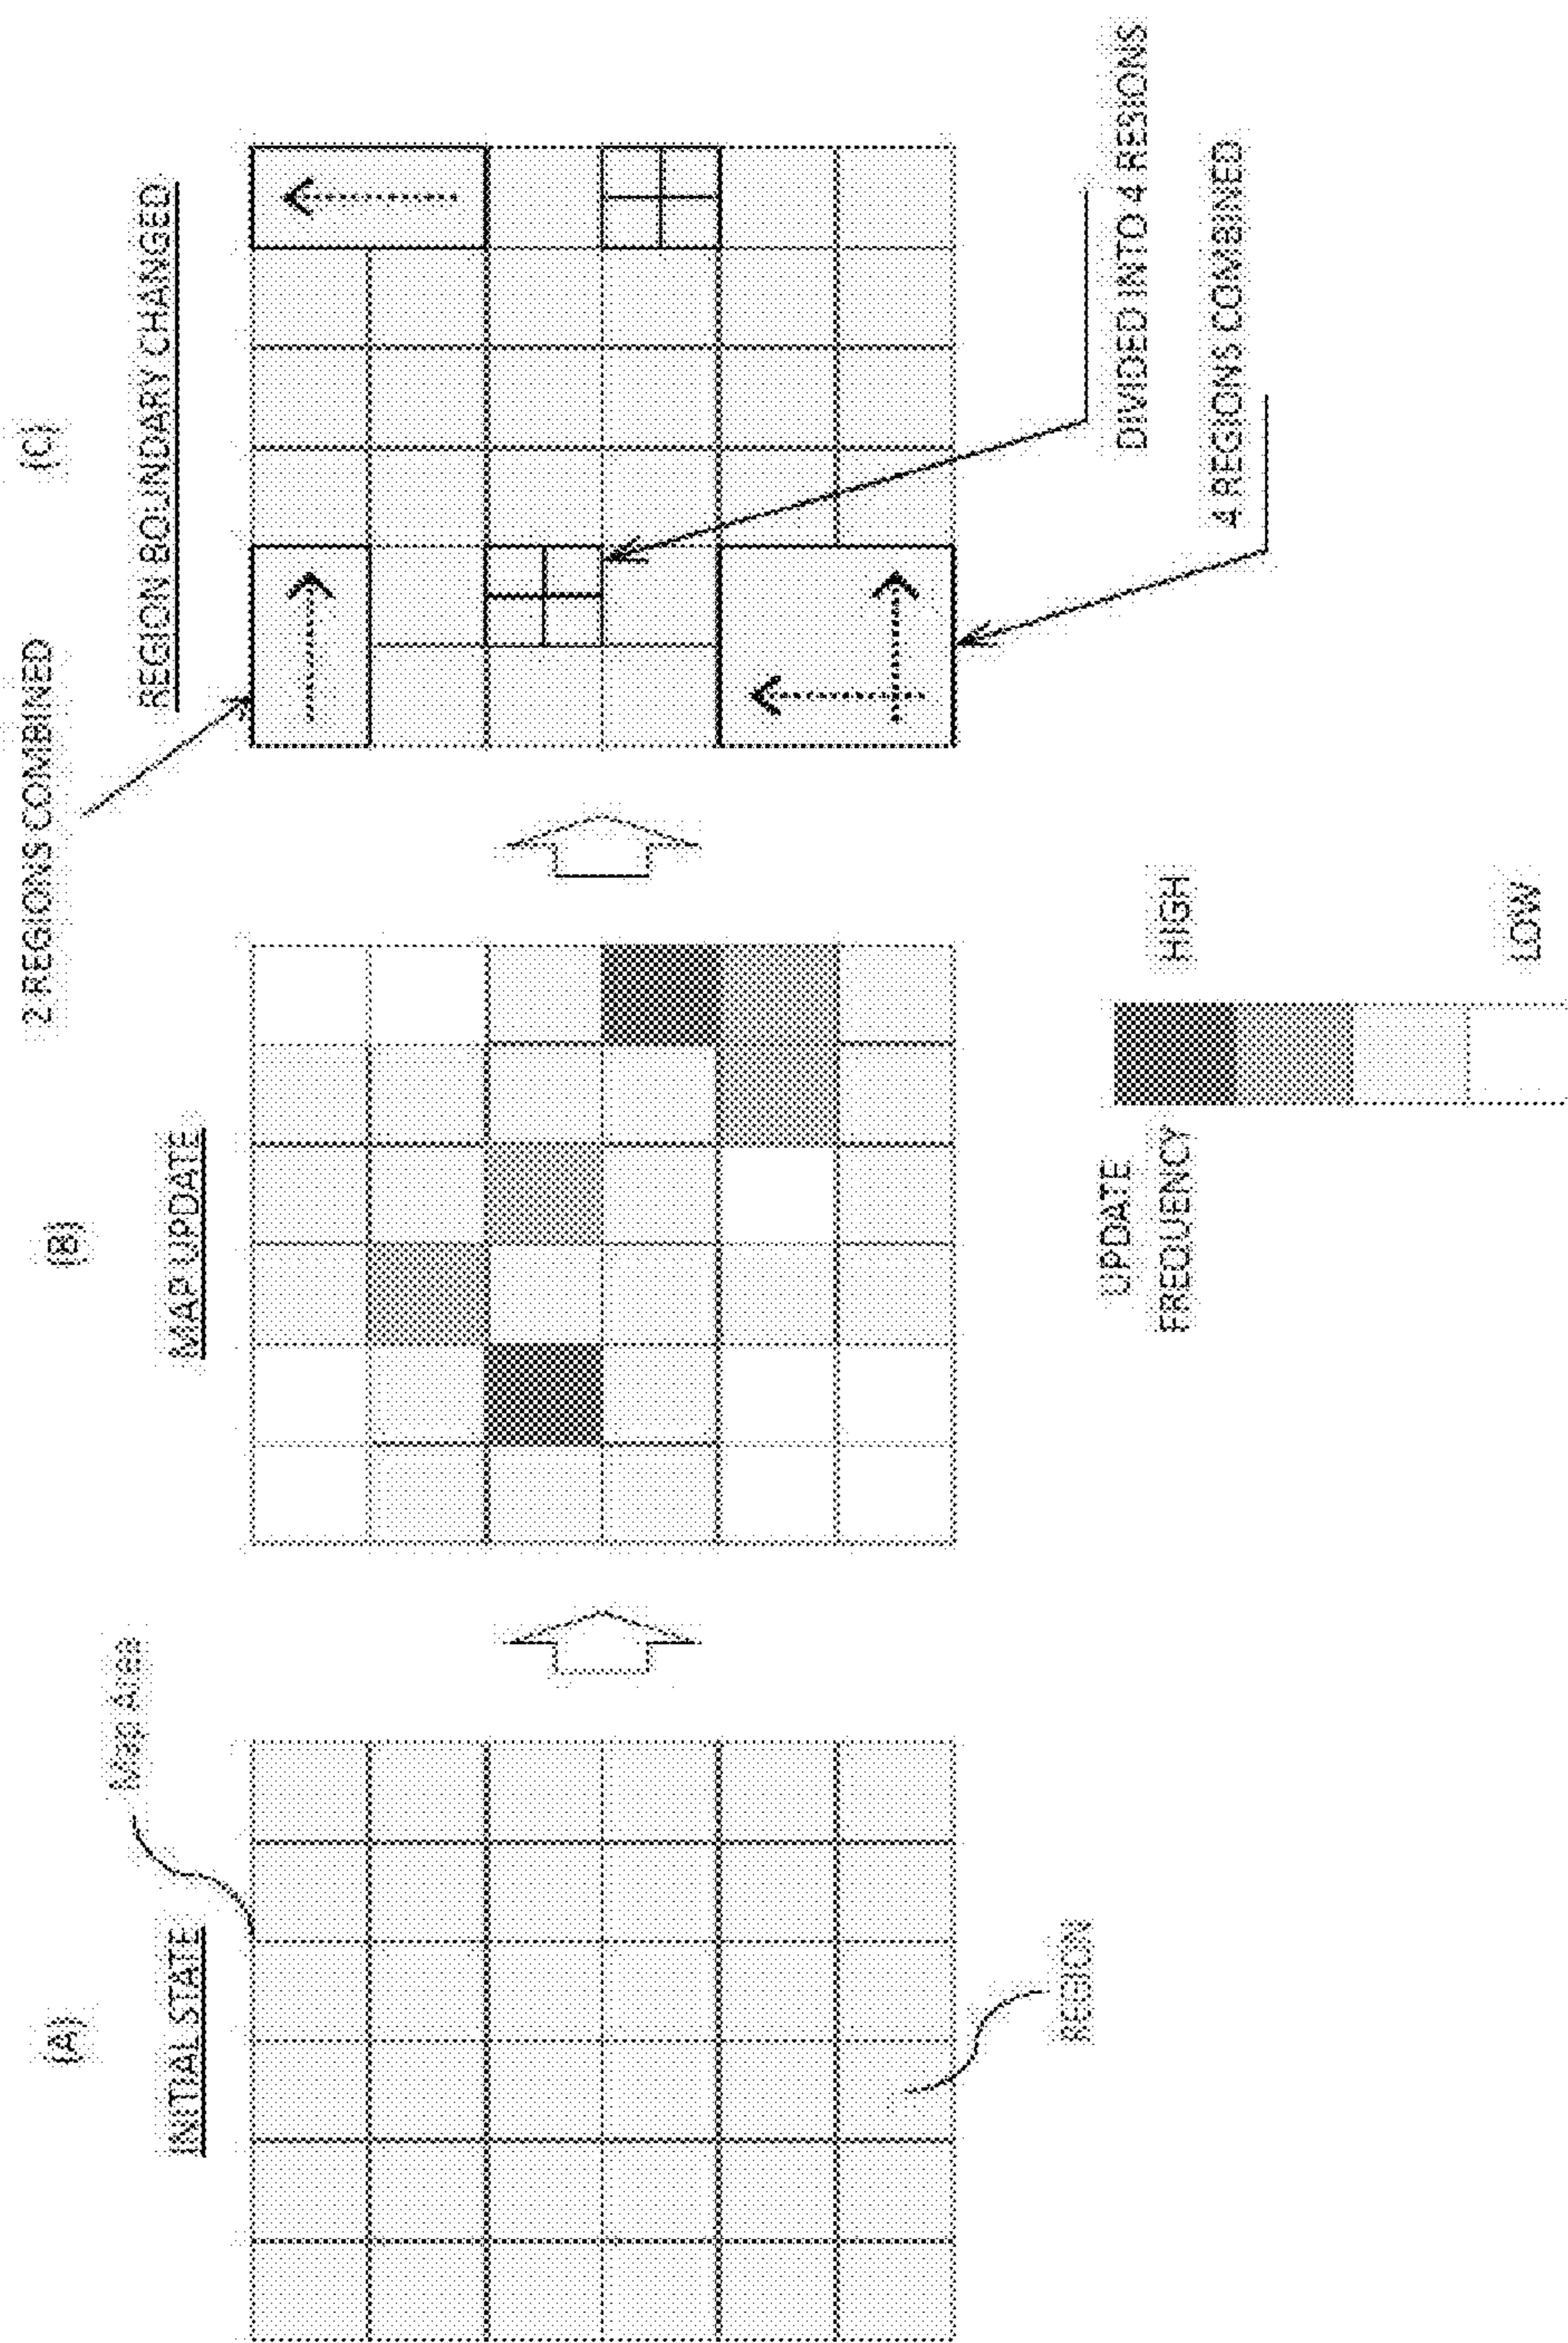 (A)
INITIAL STATE
Map Area
REGION
(B)
MAP UPDATE
UPDATE
FREQUENCY
HIGH
LOW
(C)
REGION BOUNDARY CHANGED
2 REGIONS COMBINED
DIVIDED INTO 4 RESIONS
4 REGIONS COMBINED